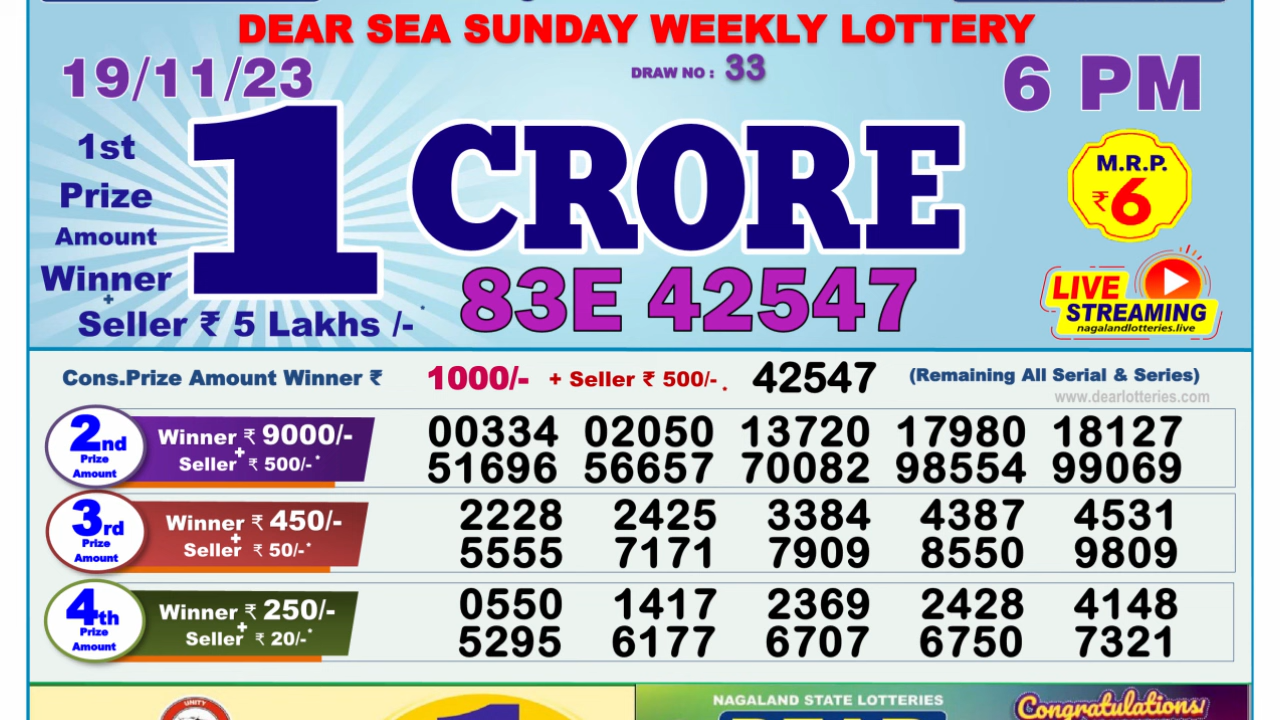 DEAR SEA SUNDAY WEEKLY LOTTERY
19/11/23
DRAW NO : 33
6 PM
1st
Prize
Amount
Winner
+
Seller ₹ 5 Lakhs /- *
1 CRORE
83E 42547
M.R.P.
₹6
LIVE
STREAMING
nagalandlotteries.live
Cons.Prize Amount Winner ₹ 1000/- + Seller ₹ 500/- . 42547 (Remaining All Serial & Series)
www.dearlotteries.com
2nd
Prize
Amount
Winner ₹ 9000/-
+
Seller ₹ 500/- *
00334 02050 13720 17980 18127
51696 56657 70082 98554 99069
3rd
Prize
Amount
Winner ₹ 450/-
+
Seller ₹ 50/- *
2228 2425 3384 4387 4531
5555 7171 7909 8550 9809
4th
Prize
Amount
Winner ₹ 250/-
+
Seller ₹ 20/- *
0550 1417 2369 2428 4148
5295 6177 6707 6750 7321
UNITY
1
NAGALAND STATE LOTTERIES
DEAR
Congratulations!